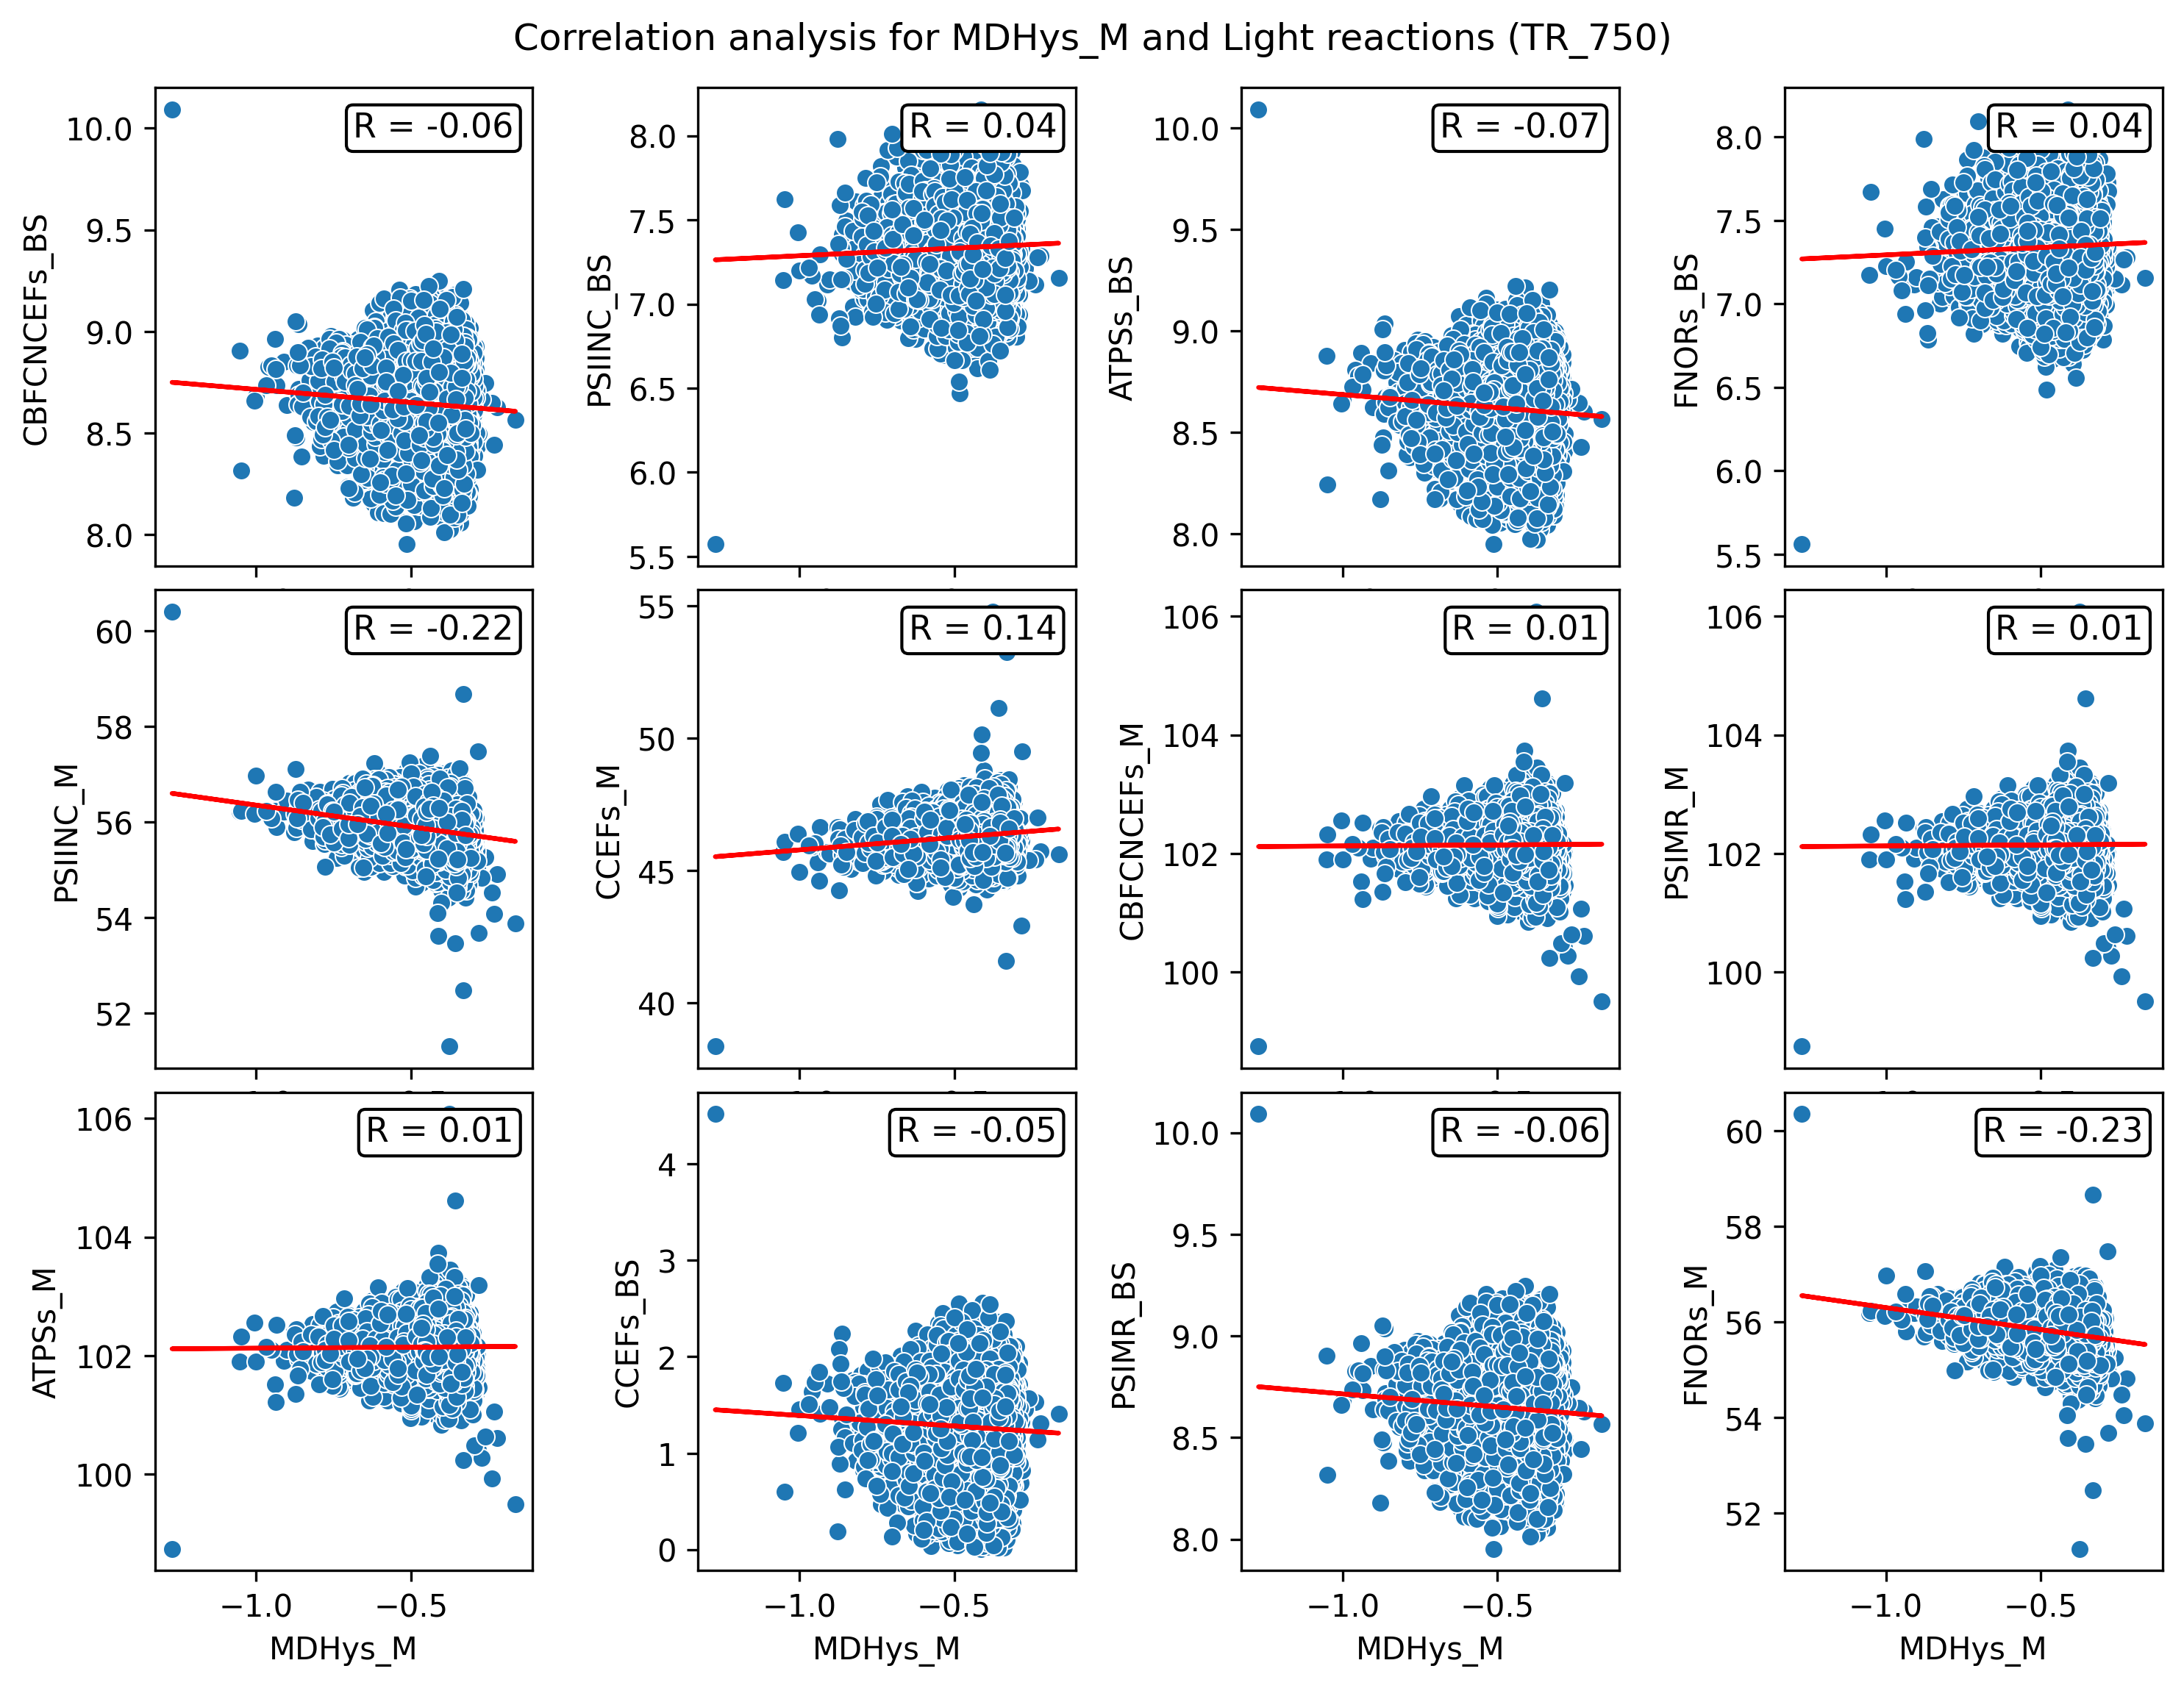 Correlation analysis for MDHys_M and Light reactions (TR_750)
CBFCNCEFs_BS
10.0
9.5
9.0
8.5
8.0
R = -0.06
PSIINC_BS
8.0
7.5
7.0
6.5
6.0
5.5
R = 0.04
ATPSs_BS
10.0
9.5
9.0
8.5
8.0
R = -0.07
FNORs_BS
8.0
7.5
7.0
6.5
6.0
5.5
R = 0.04
PSIINC_M
60
58
56
54
52
R = -0.22
CCEFs_M
55
50
45
40
R = 0.14
CBFCNCEFs_M
106
104
102
100
R = 0.01
PSIMR_M
106
104
102
100
R = 0.01
ATPSs_M
106
104
102
100
R = 0.01
−1.0
−0.5
MDHys_M
CCEFs_BS
4
3
2
1
0
R = -0.05
−1.0
−0.5
MDHys_M
PSIMR_BS
10.0
9.5
9.0
8.5
8.0
R = -0.06
−1.0
−0.5
MDHys_M
FNORs_M
60
58
56
54
52
R = -0.23
−1.0
−0.5
MDHys_M